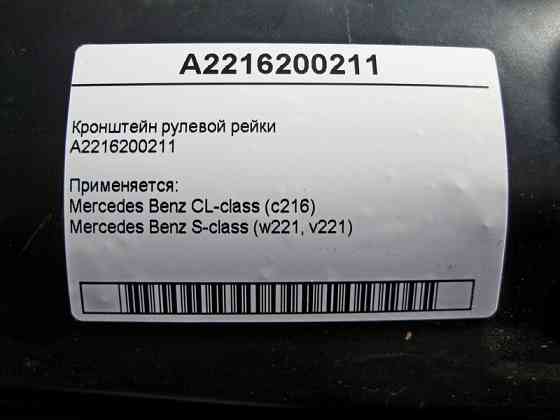 A2216200211
Кронштейн рулевой рейки
A2216200211
Применяется:
Mercedes Benz CL-class (c216)
Mercedes Benz S-class (w221, v221)